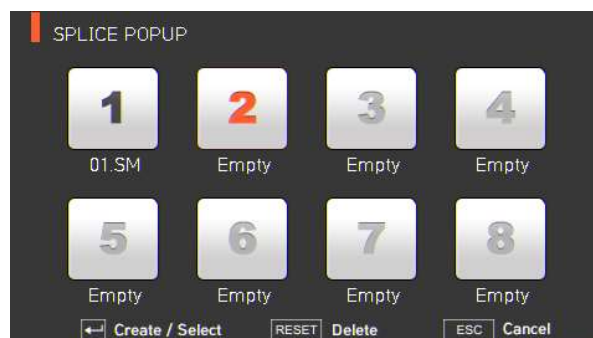 SPLICE POPUP
1 2 3 4
01.SM Empty Empty Empty
5 6 7 8
Empty Empty Empty Empty
Create / Select RESET Delete ESC Cancel